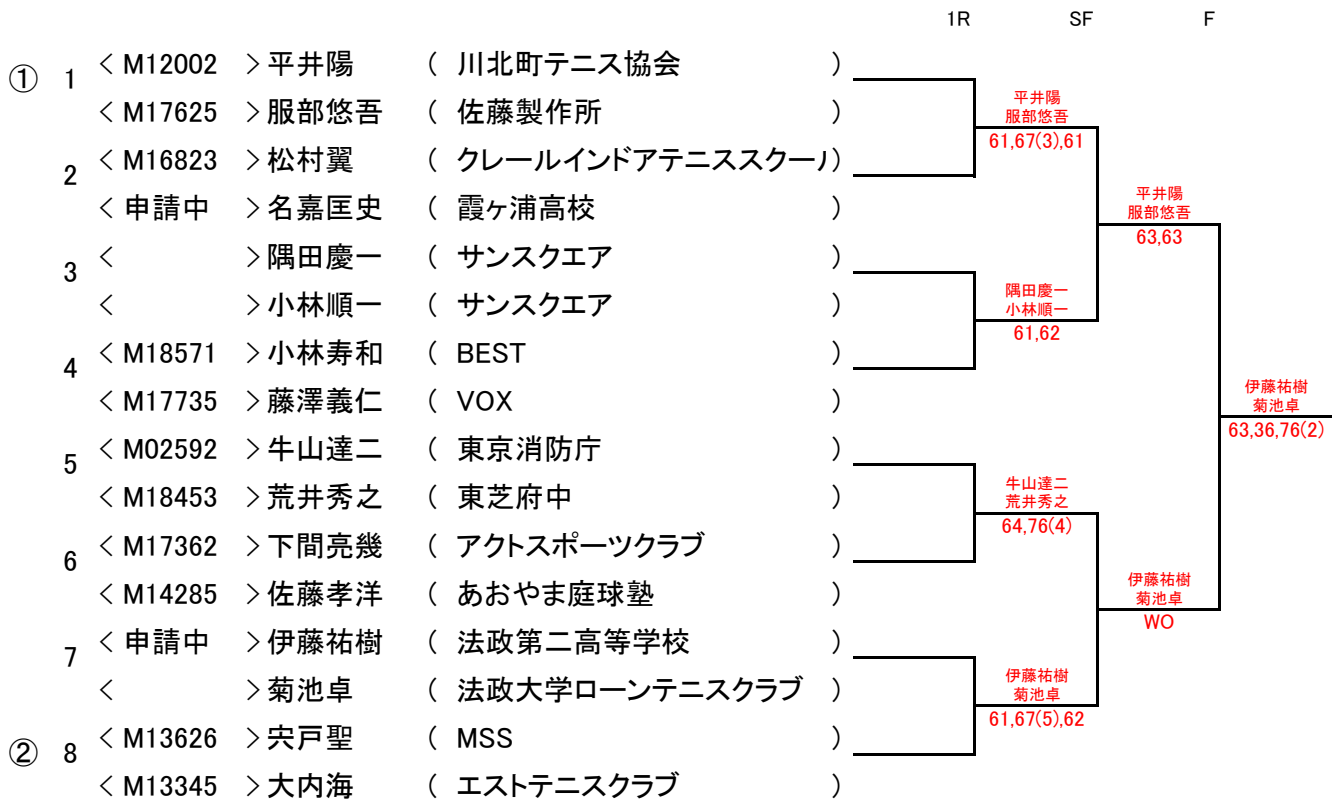 1R SF F
① 1 < M12002 > 平井陽 ( 川北町テニス協会 )
< M17625 > 服部悠吾 ( 佐藤製作所 )
2 < M16823 > 松村翼 ( クレールインドアテニススクール)
< 申請中 > 名嘉匡史 ( 霞ヶ浦高校 )
3 < > 隅田慶一 ( サンスクエア )
< > 小林順一 ( サンスクエア )
4 < M18571 > 小林寿和 ( BEST )
< M17735 > 藤澤義仁 ( VOX )
5 < M02592 > 牛山達二 ( 東京消防庁 )
< M18453 > 荒井秀之 ( 東芝府中 )
6 < M17362 > 下間亮幾 ( アクトスポーツクラブ )
< M14285 > 佐藤孝洋 ( あおやま庭球塾 )
7 < 申請中 > 伊藤祐樹 ( 法政第二高等学校 )
< > 菊池卓 ( 法政大学ローンテニスクラブ )
② 8 < M13626 > 宍戸聖 ( MSS )
< M13345 > 大内海 ( エストテニスクラブ )
平井陽
服部悠吾
61,67(3),61
隅田慶一
小林順一
61,62
牛山達二
荒井秀之
64,76(4)
伊藤祐樹
菊池卓
61,67(5),62
平井陽
服部悠吾
63,63
伊藤祐樹
菊池卓
WO
伊藤祐樹
菊池卓
63,36,76(2)